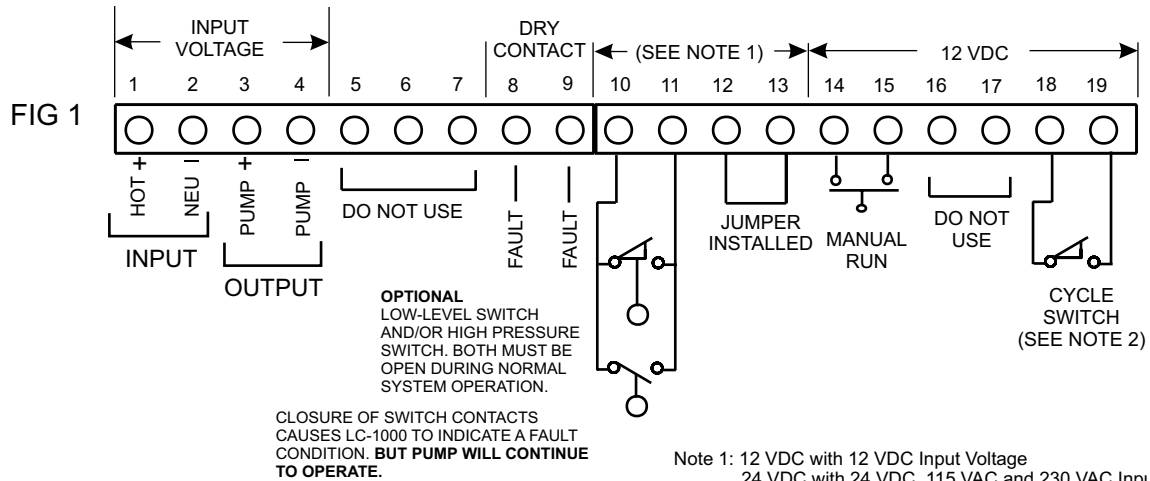 INPUT
VOLTAGE
DRY
CONTACT
(SEE NOTE 1)
12 VDC
1 2 3 4 5 6 7 8 9 10 11 12 13 14 15 16 17 18 19
FIG 1
HOT +
NEU –
PUMP +
PUMP –
DO NOT USE
FAULT
FAULT
JUMPER
INSTALLED
MANUAL
RUN
DO NOT
USE
INPUT
OUTPUT
CYCLE
SWITCH
(SEE NOTE 2)
OPTIONAL
LOW-LEVEL SWITCH
AND/OR HIGH PRESSURE
SWITCH. BOTH MUST BE
OPEN DURING NORMAL
SYSTEM OPERATION.
CLOSURE OF SWITCH CONTACTS
CAUSES LC-1000 TO INDICATE A FAULT
CONDITION. BUT PUMP WILL CONTINUE
TO OPERATE.
Note 1: 12 VDC with 12 VDC Input Voltage
24 VDC with 24 VDC, 115 VAC and 230 VAC Inpu